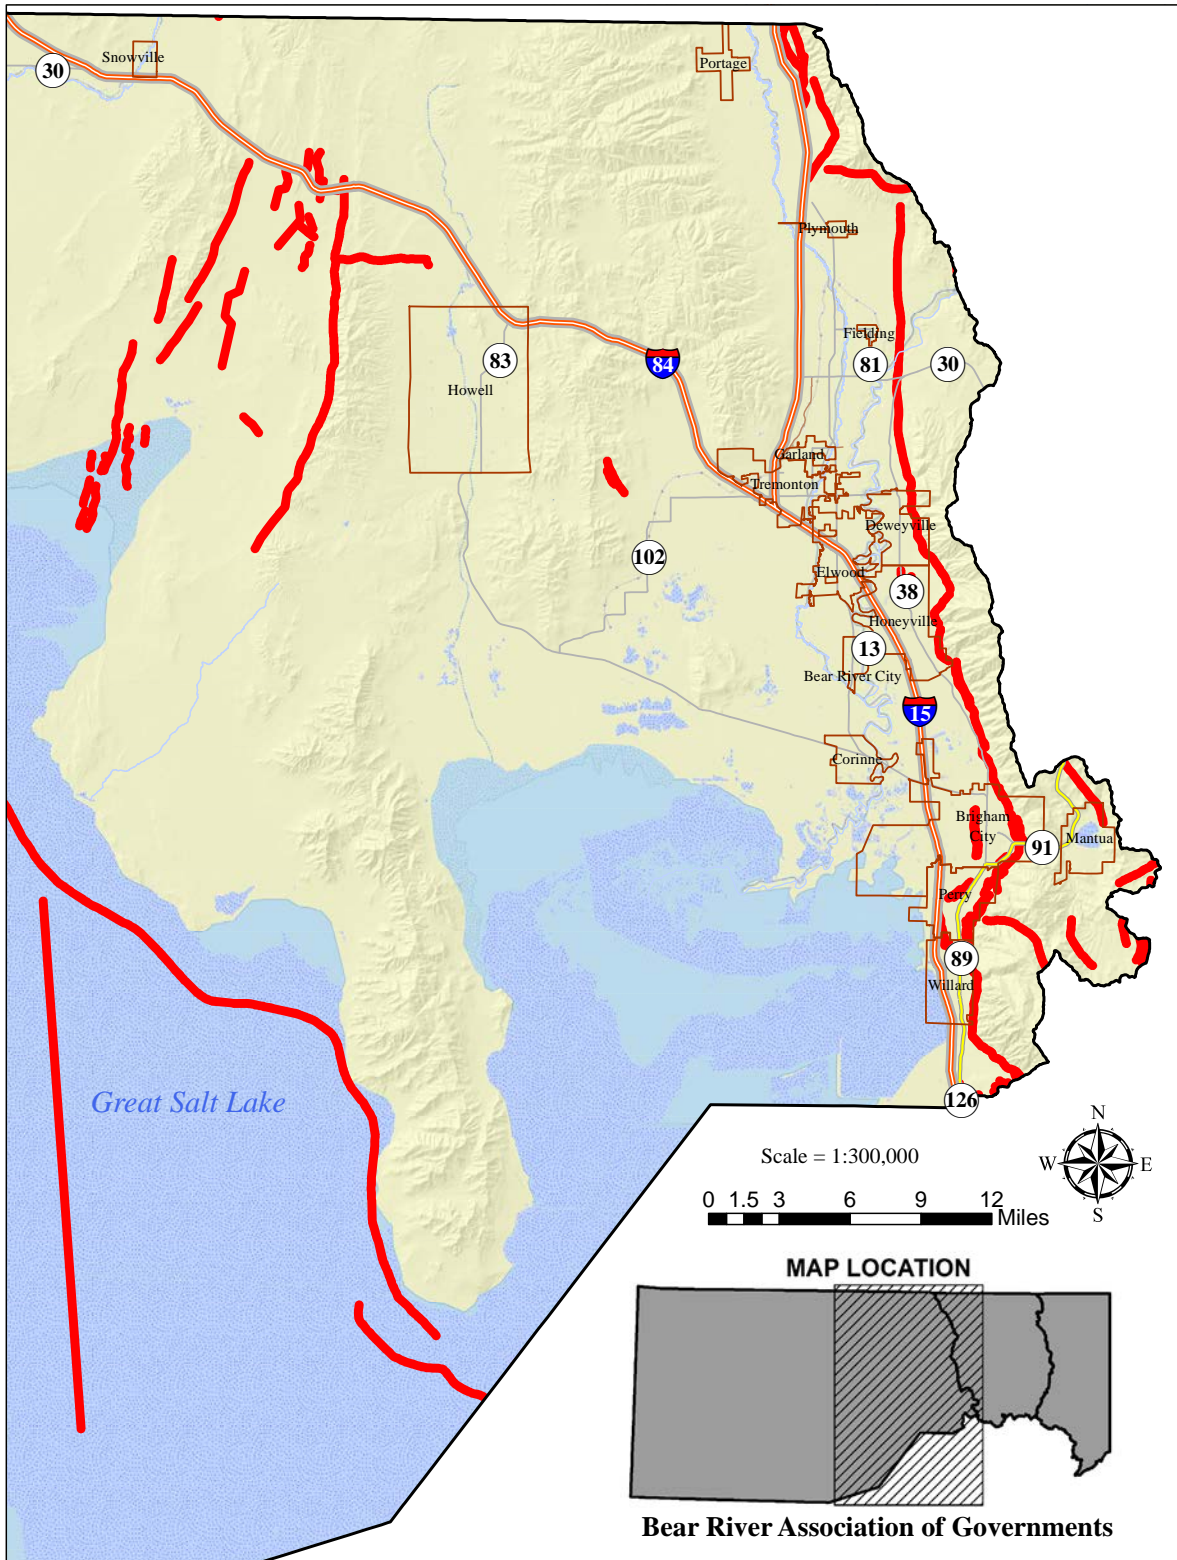 Snowville
30
Portage
Plymouth
Fielding
81
30
83
84
Howell
Garland
Tremonton
Deweyville
102
Elwood
38
Honeyville
13
Bear River City
15
Corinne
Brigham
City
91
Mantua
Perry
89
Willard
Great Salt Lake
126
N
W
E
S
Scale = 1:300,000
0 1.5 3 6 9 12
Miles
MAP LOCATION
Bear River Association of Governments